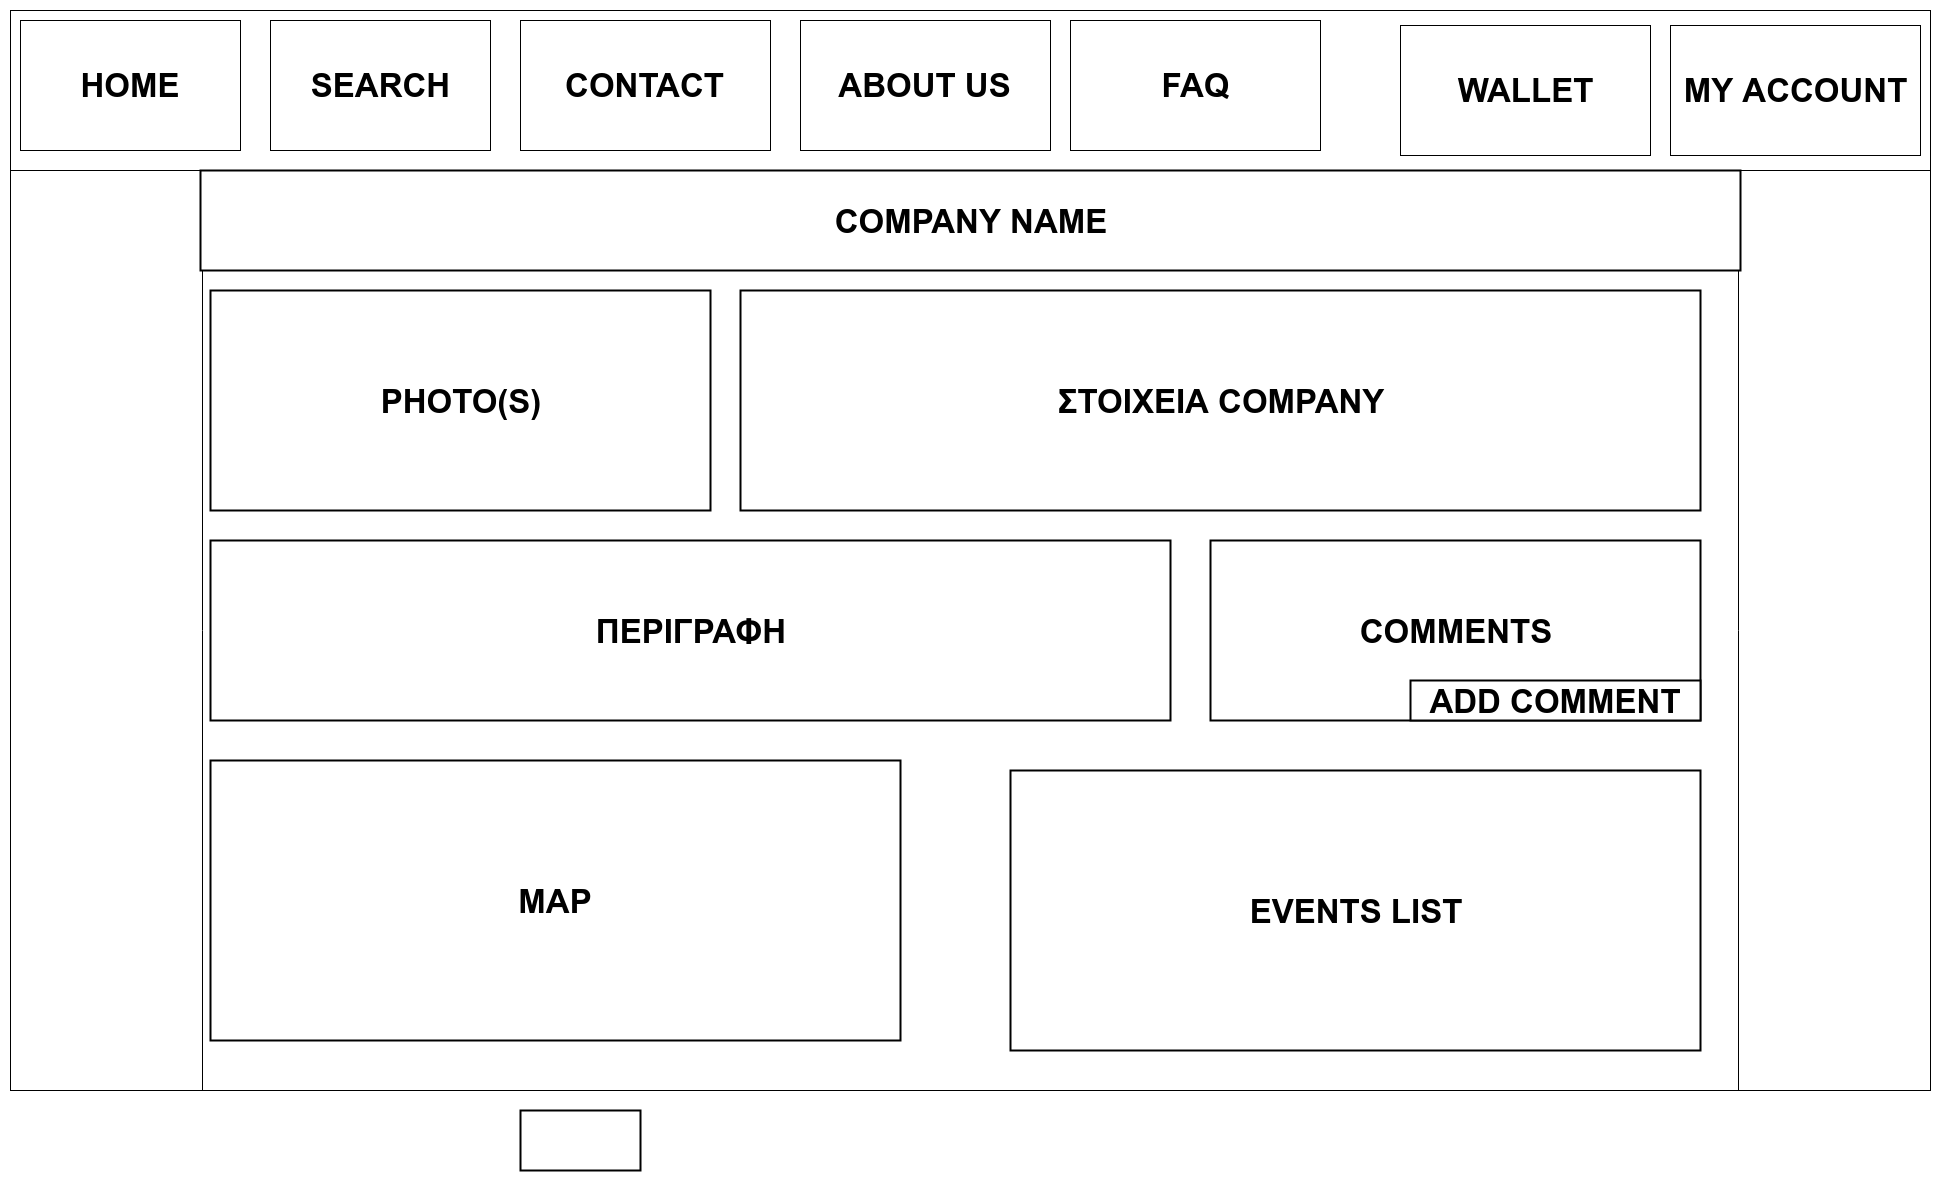 HOME
SEARCH
CONTACT
ABOUT US
FAQ
WALLET
MY ACCOUNT
COMPANY NAME
PHOTO(S)
ΣΤΟΙΧΕΙΑ COMPANY
ΠΕΡΙΓΡΑΦΗ
COMMENTS
ADD COMMENT
MAP
EVENTS LIST